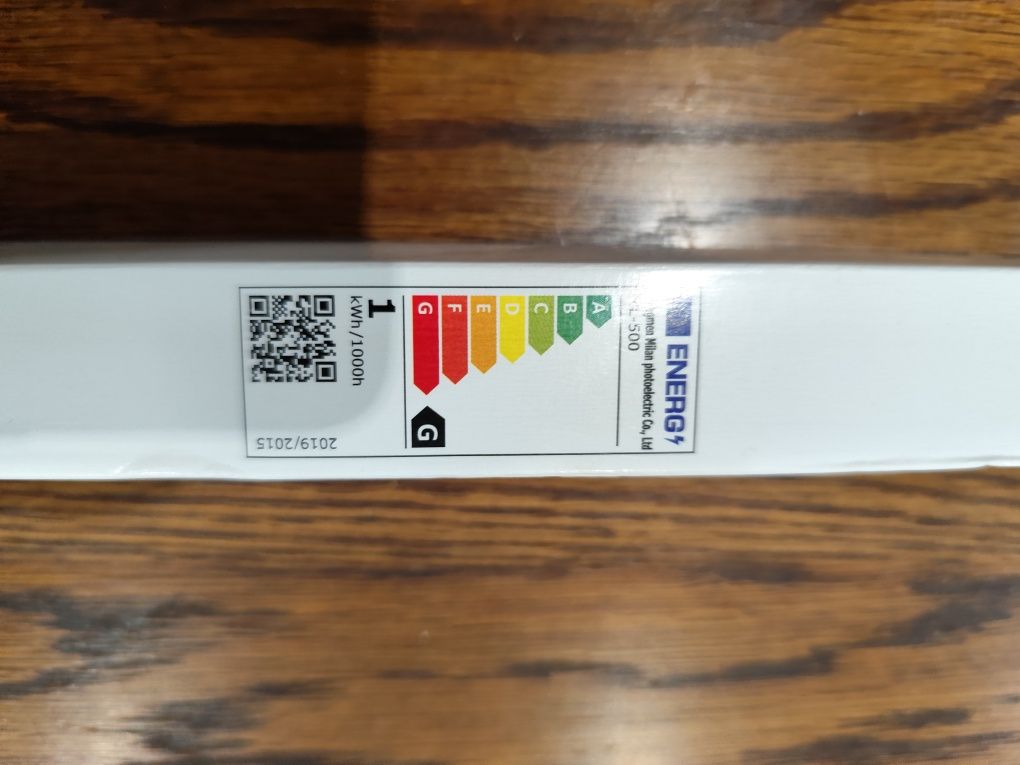 ENERG
Milan photoelectric Co., Ltd
-500
A
B
C
D
E
F
G
G
1
kWh/1000h
2019/2015